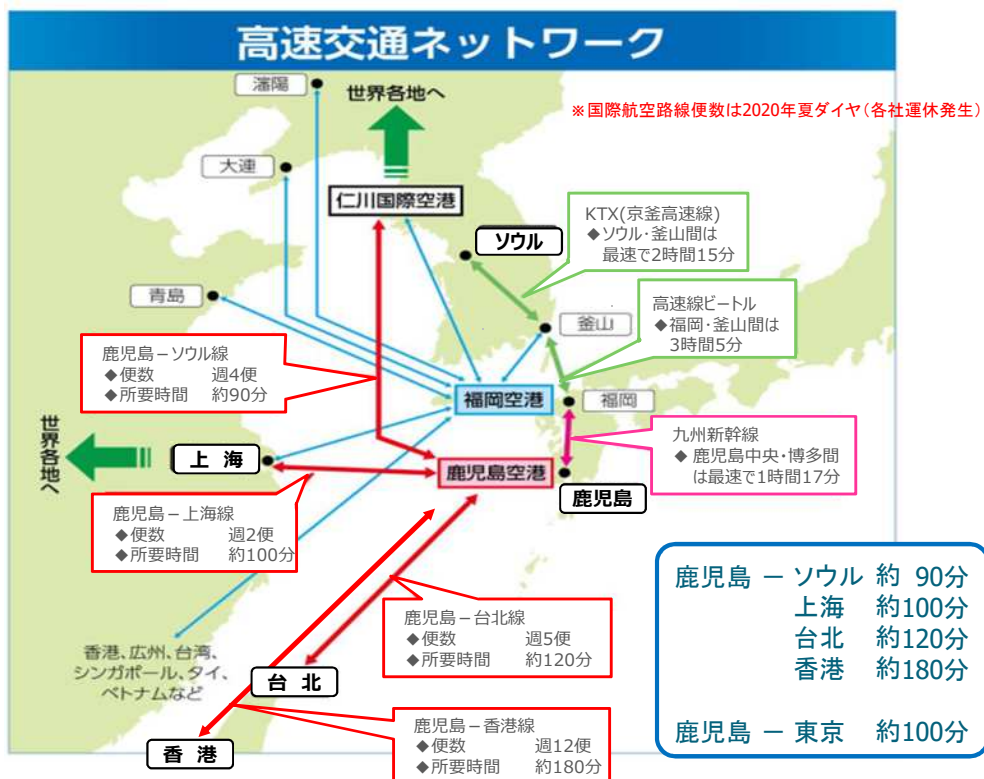 高速交通ネットワーク
瀋陽
世界各地へ
※国際航空路線便数は2020年夏ダイヤ(各社運休発生)
大連
仁川国際空港
KTX(京釜高速線)
◆ソウル・釜山間は
最速で2時間15分
ソウル
青島
釜山
高速線ビートル
◆福岡・釜山間は
3時間5分
鹿児島-ソウル線
◆便数 週4便
◆所要時間 約90分
福岡空港
福岡
世界各地へ
上海
九州新幹線
◆ 鹿児島中央・博多間
は最速で1時間17分
鹿児島空港
鹿児島
鹿児島-上海線
◆便数 週2便
◆所要時間 約100分
鹿児島-台北線
◆便数 週5便
◆所要時間 約120分
香港、広州、台湾、
シンガポール、タイ、
ベトナムなど
台北
鹿児島-香港線
◆便数 週12便
◆所要時間 約180分
香港
鹿児島 - ソウル 約 90分
上海 約100分
台北 約120分
香港 約180分
鹿児島 - 東京 約100分